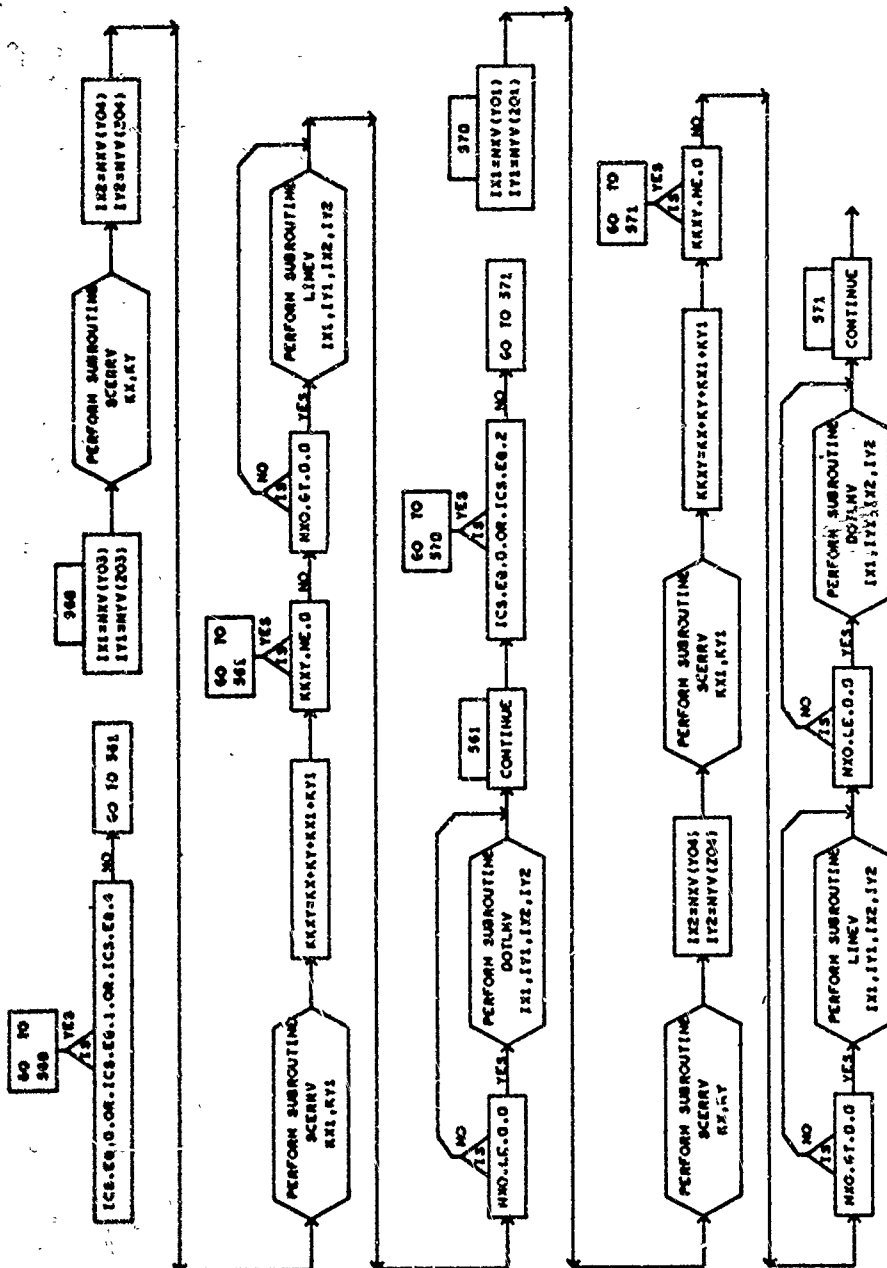 GO TO
560
YES
IS
ICS.EQ.0.OR.ICS.EQ.1.OR.ICS.EQ.4
NO
GO TO 561
560
IX1=NXV(YO3)
IY1=NYV(ZO3)
PERFORM SUBROUTINE
SCERRV
KX,KY
IX2=NXV(YO4)
IY2=NYV(ZO4)
PERFORM SUBROUTINE
SCERRV
KX1,KY1
KKXY=KX+KY+KX1+KY1
GO TO
561
YES
IS
KKXY.NE.0
NO
NO
IS
NXO.GT.0.0
YES
PERFORM SUBROUTINE
LINEV
IX1,IY1,IX2,IY2
NO
IS
NXO.LE.0.0
YES
PERFORM SUBROUTINE
DOTLNV
IX1,IY1,IX2,IY2
561
CONTINUE
GO TO
570
YES
IS
ICS.EQ.0.OR.ICS.EQ.2
NO
GO TO 571
570
IX1=NXV(YO1)
IY1=NYV(ZO1)
PERFORM SUBROUTINE
SCERRV
KX,KY
IX2=NXV(YO4)
IY2=NYV(ZO4)
PERFORM SUBROUTINE
SCERRV
KX1,KY1
KKXY=KX+KY+KX1+KY1
GO TO
571
YES
IS
KKXY.NE.0
NO
NO
IS
NXO.GT.0.0
YES
PERFORM SUBROUTINE
LINEV
IX1,IY1,IX2,IY2
NO
IS
NXO.LE.0.0
YES
PERFORM SUBROUTINE
DOTLNV
IX1,IY1,IX2,IY2
571
CONTINUE